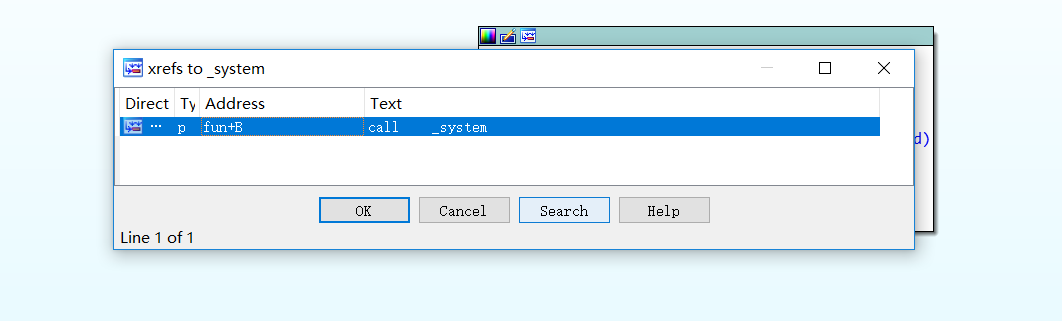 xrefs to _system
Direct Ty Address Text
... p fun+B call _system
d)
OK Cancel Search Help
Line 1 of 1